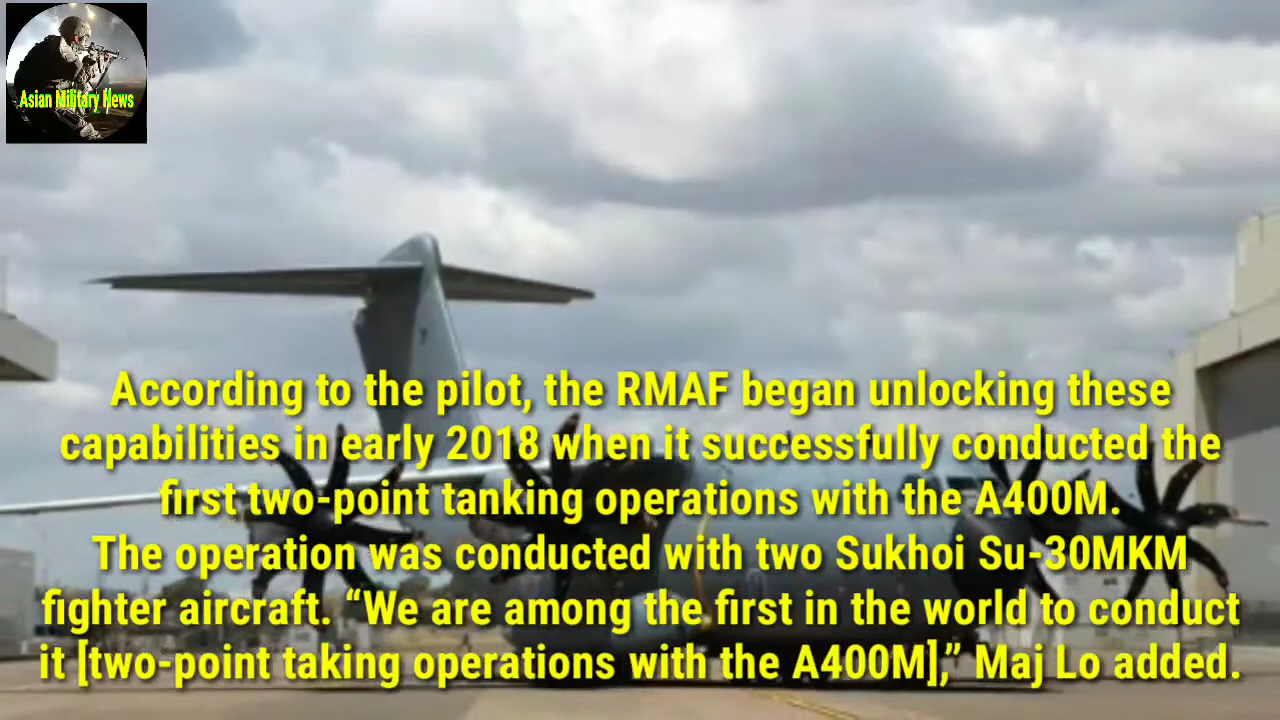 Asian Military News
According to the pilot, the RMAF began unlocking these
capabilities in early 2018 when it successfully conducted the
first two-point tanking operations with the A400M.
The operation was conducted with two Sukhoi Su-30MKM
fighter aircraft. “We are among the first in the world to conduct
it [two-point taking operations with the A400M],” Maj Lo added.